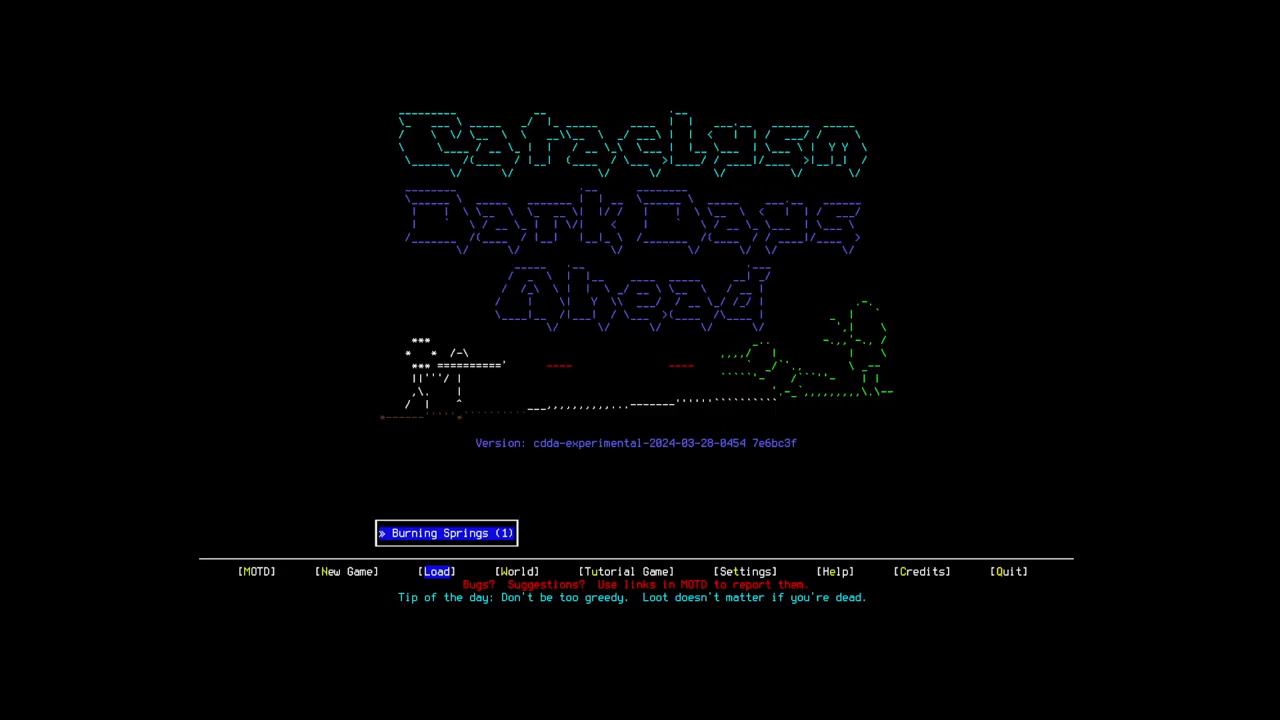 Cataclysm
Dark Days
Ahead
Version: cdda-experimental-2024-03-28-0454 7e6bc3f
» Burning Springs (1)
[MOTD] [New Game] [Load] [World] [Tutorial Game] [Settings] [Help] [Credits] [Quit]
Bugs? Suggestions? Use links in MOTD to report them.
Tip of the day: Don't be too greedy. Loot doesn't matter if you're dead.